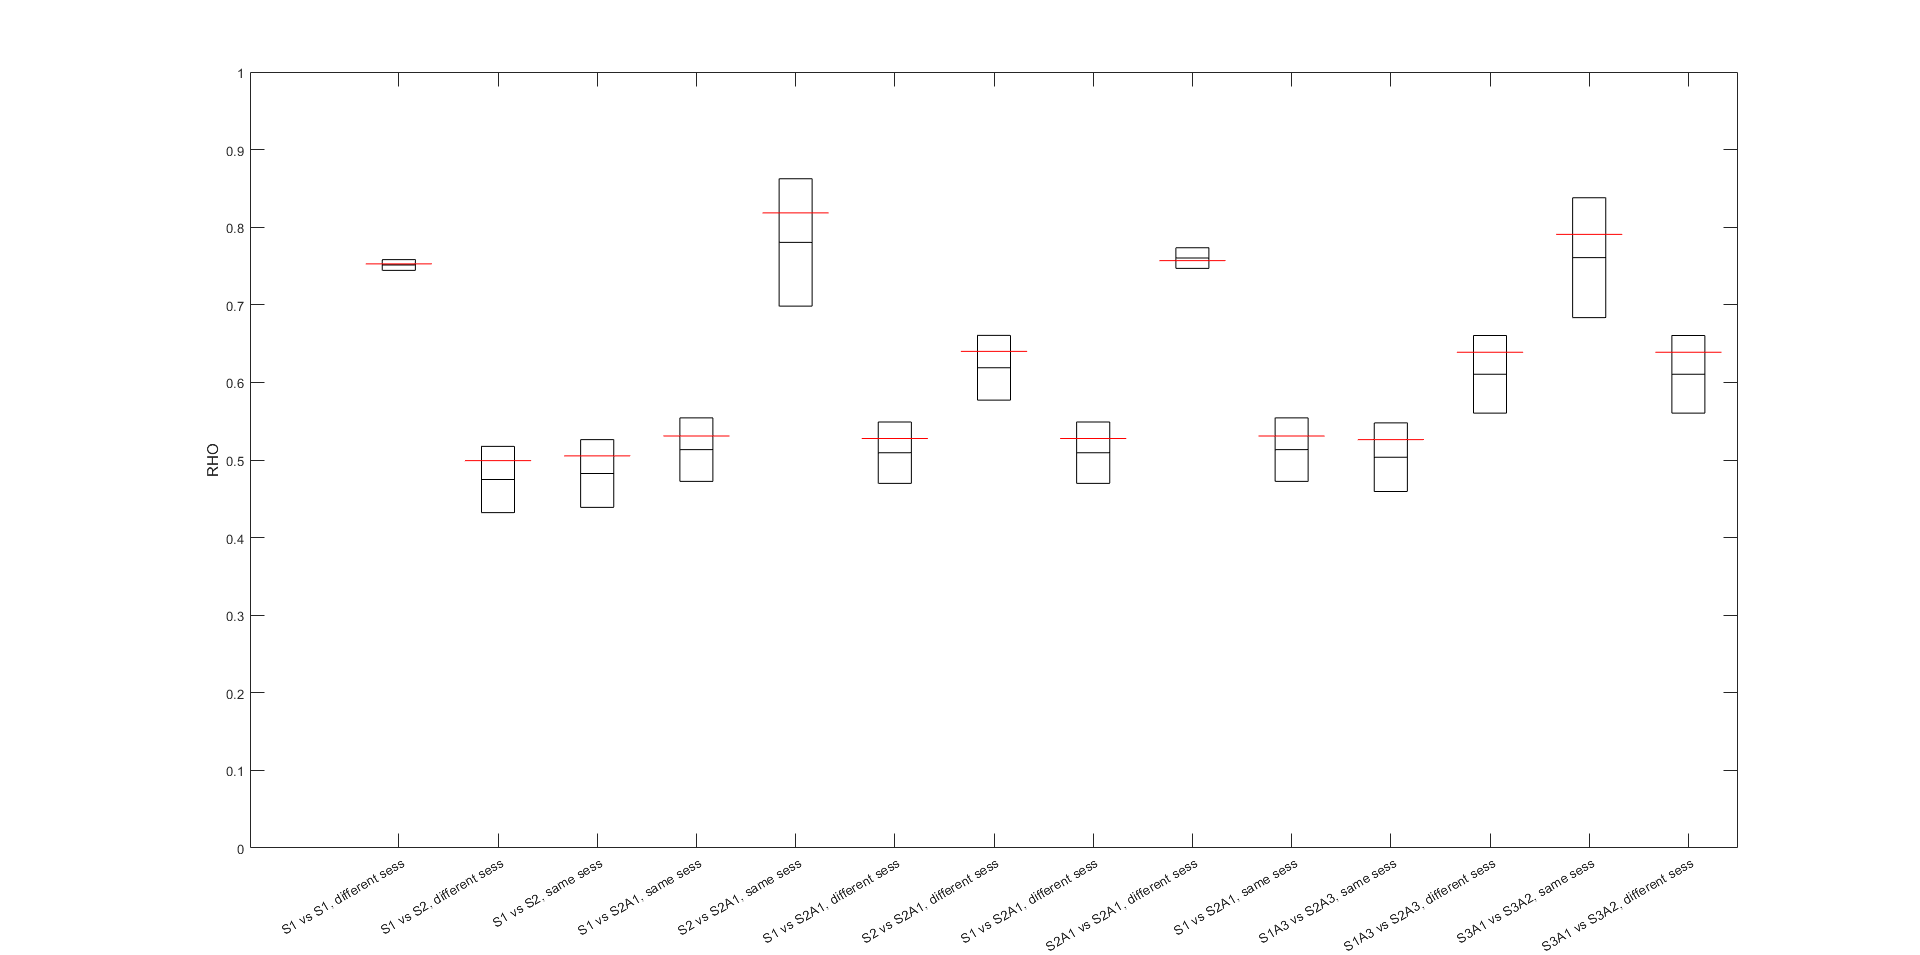 1
0.9
0.8
0.7
0.6
0.5
0.4
0.3
0.2
0.1
0
RHO
S1 vs S1, different sess
S1 vs S2, different sess
S1 vs S2, same sess
S1 vs S2A1, same sess
S2 vs S2A1, same sess
S1 vs S2A1, different sess
S2 vs S2A1, different sess
S1 vs S2A1, different sess
S2A1 vs S2A1, different sess
S1 vs S2A1, same sess
S1A3 vs S2A3, same sess
S1A3 vs S2A3, different sess
S3A1 vs S3A2, same sess
S3A1 vs S3A2, different sess